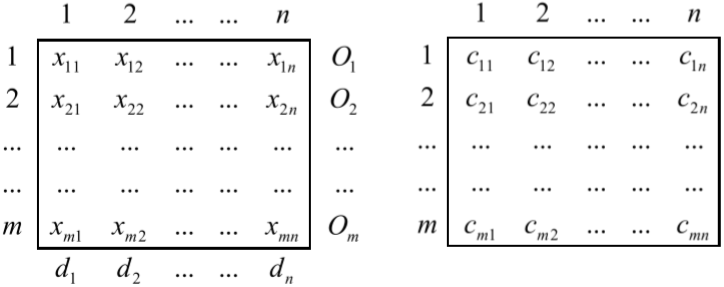 1 2 ... ... n
1 x₁₁ x₁₂ ... ... x₁ₙ O₁
2 x₂₁ x₂₂ ... ... x₂ₙ O₂
... ... ... ... ... ... ...
... ... ... ... ... ... ...
m xₘ₁ xₘ₂ ... ... xₘₙ Oₘ
d₁ d₂ ... ... dₙ
1 2 ... ... n
1 c₁₁ c₁₂ ... ... c₁ₙ
2 c₂₁ c₂₂ ... ... c₂ₙ
... ... ... ... ... ...
... ... ... ... ... ...
m cₘ₁ cₘ₂ ... ... cₘₙ